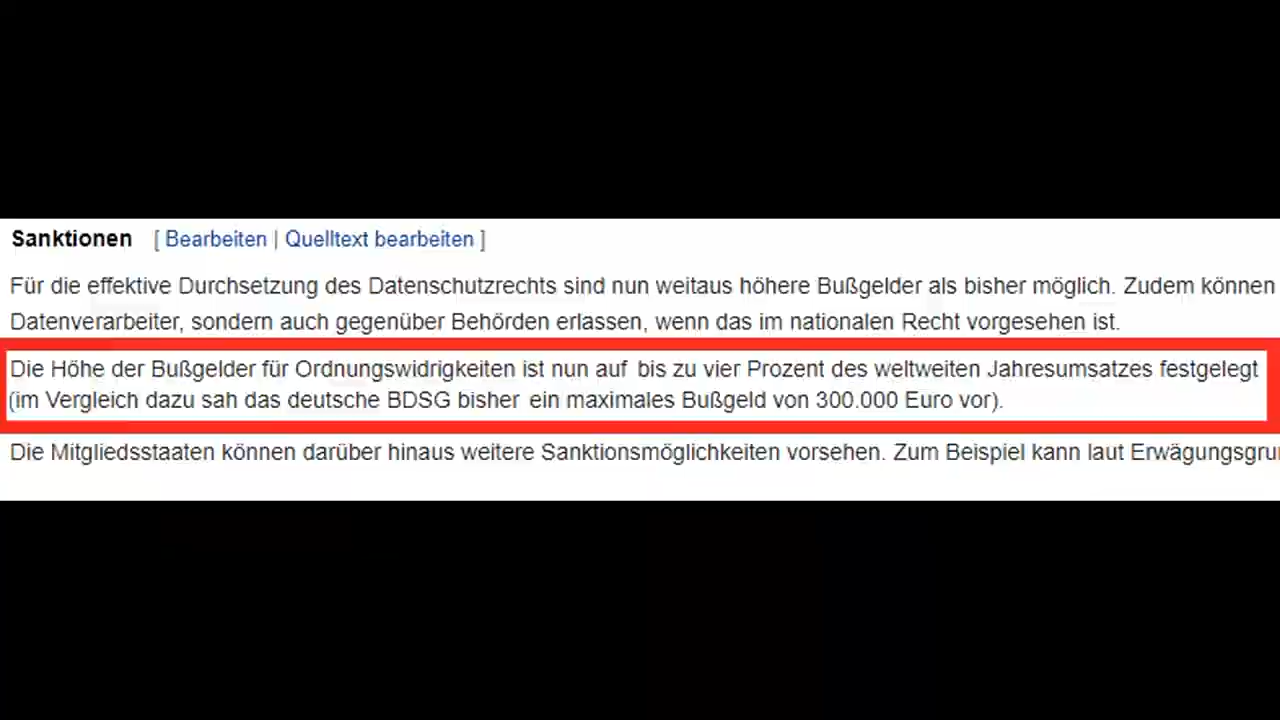 Sanktionen [ Bearbeiten | Quelltext bearbeiten ]
Für die effektive Durchsetzung des Datenschutzrechts sind nun weitaus höhere Bußgelder als bisher möglich. Zudem können
Datenverarbeiter, sondern auch gegenüber Behörden erlassen, wenn das im nationalen Recht vorgesehen ist.
Die Höhe der Bußgelder für Ordnungswidrigkeiten ist nun auf bis zu vier Prozent des weltweiten Jahresumsatzes festgelegt
(im Vergleich dazu sah das deutsche BDSG bisher ein maximales Bußgeld von 300.000 Euro vor).
Die Mitgliedsstaaten können darüber hinaus weitere Sanktionsmöglichkeiten vorsehen. Zum Beispiel kann laut